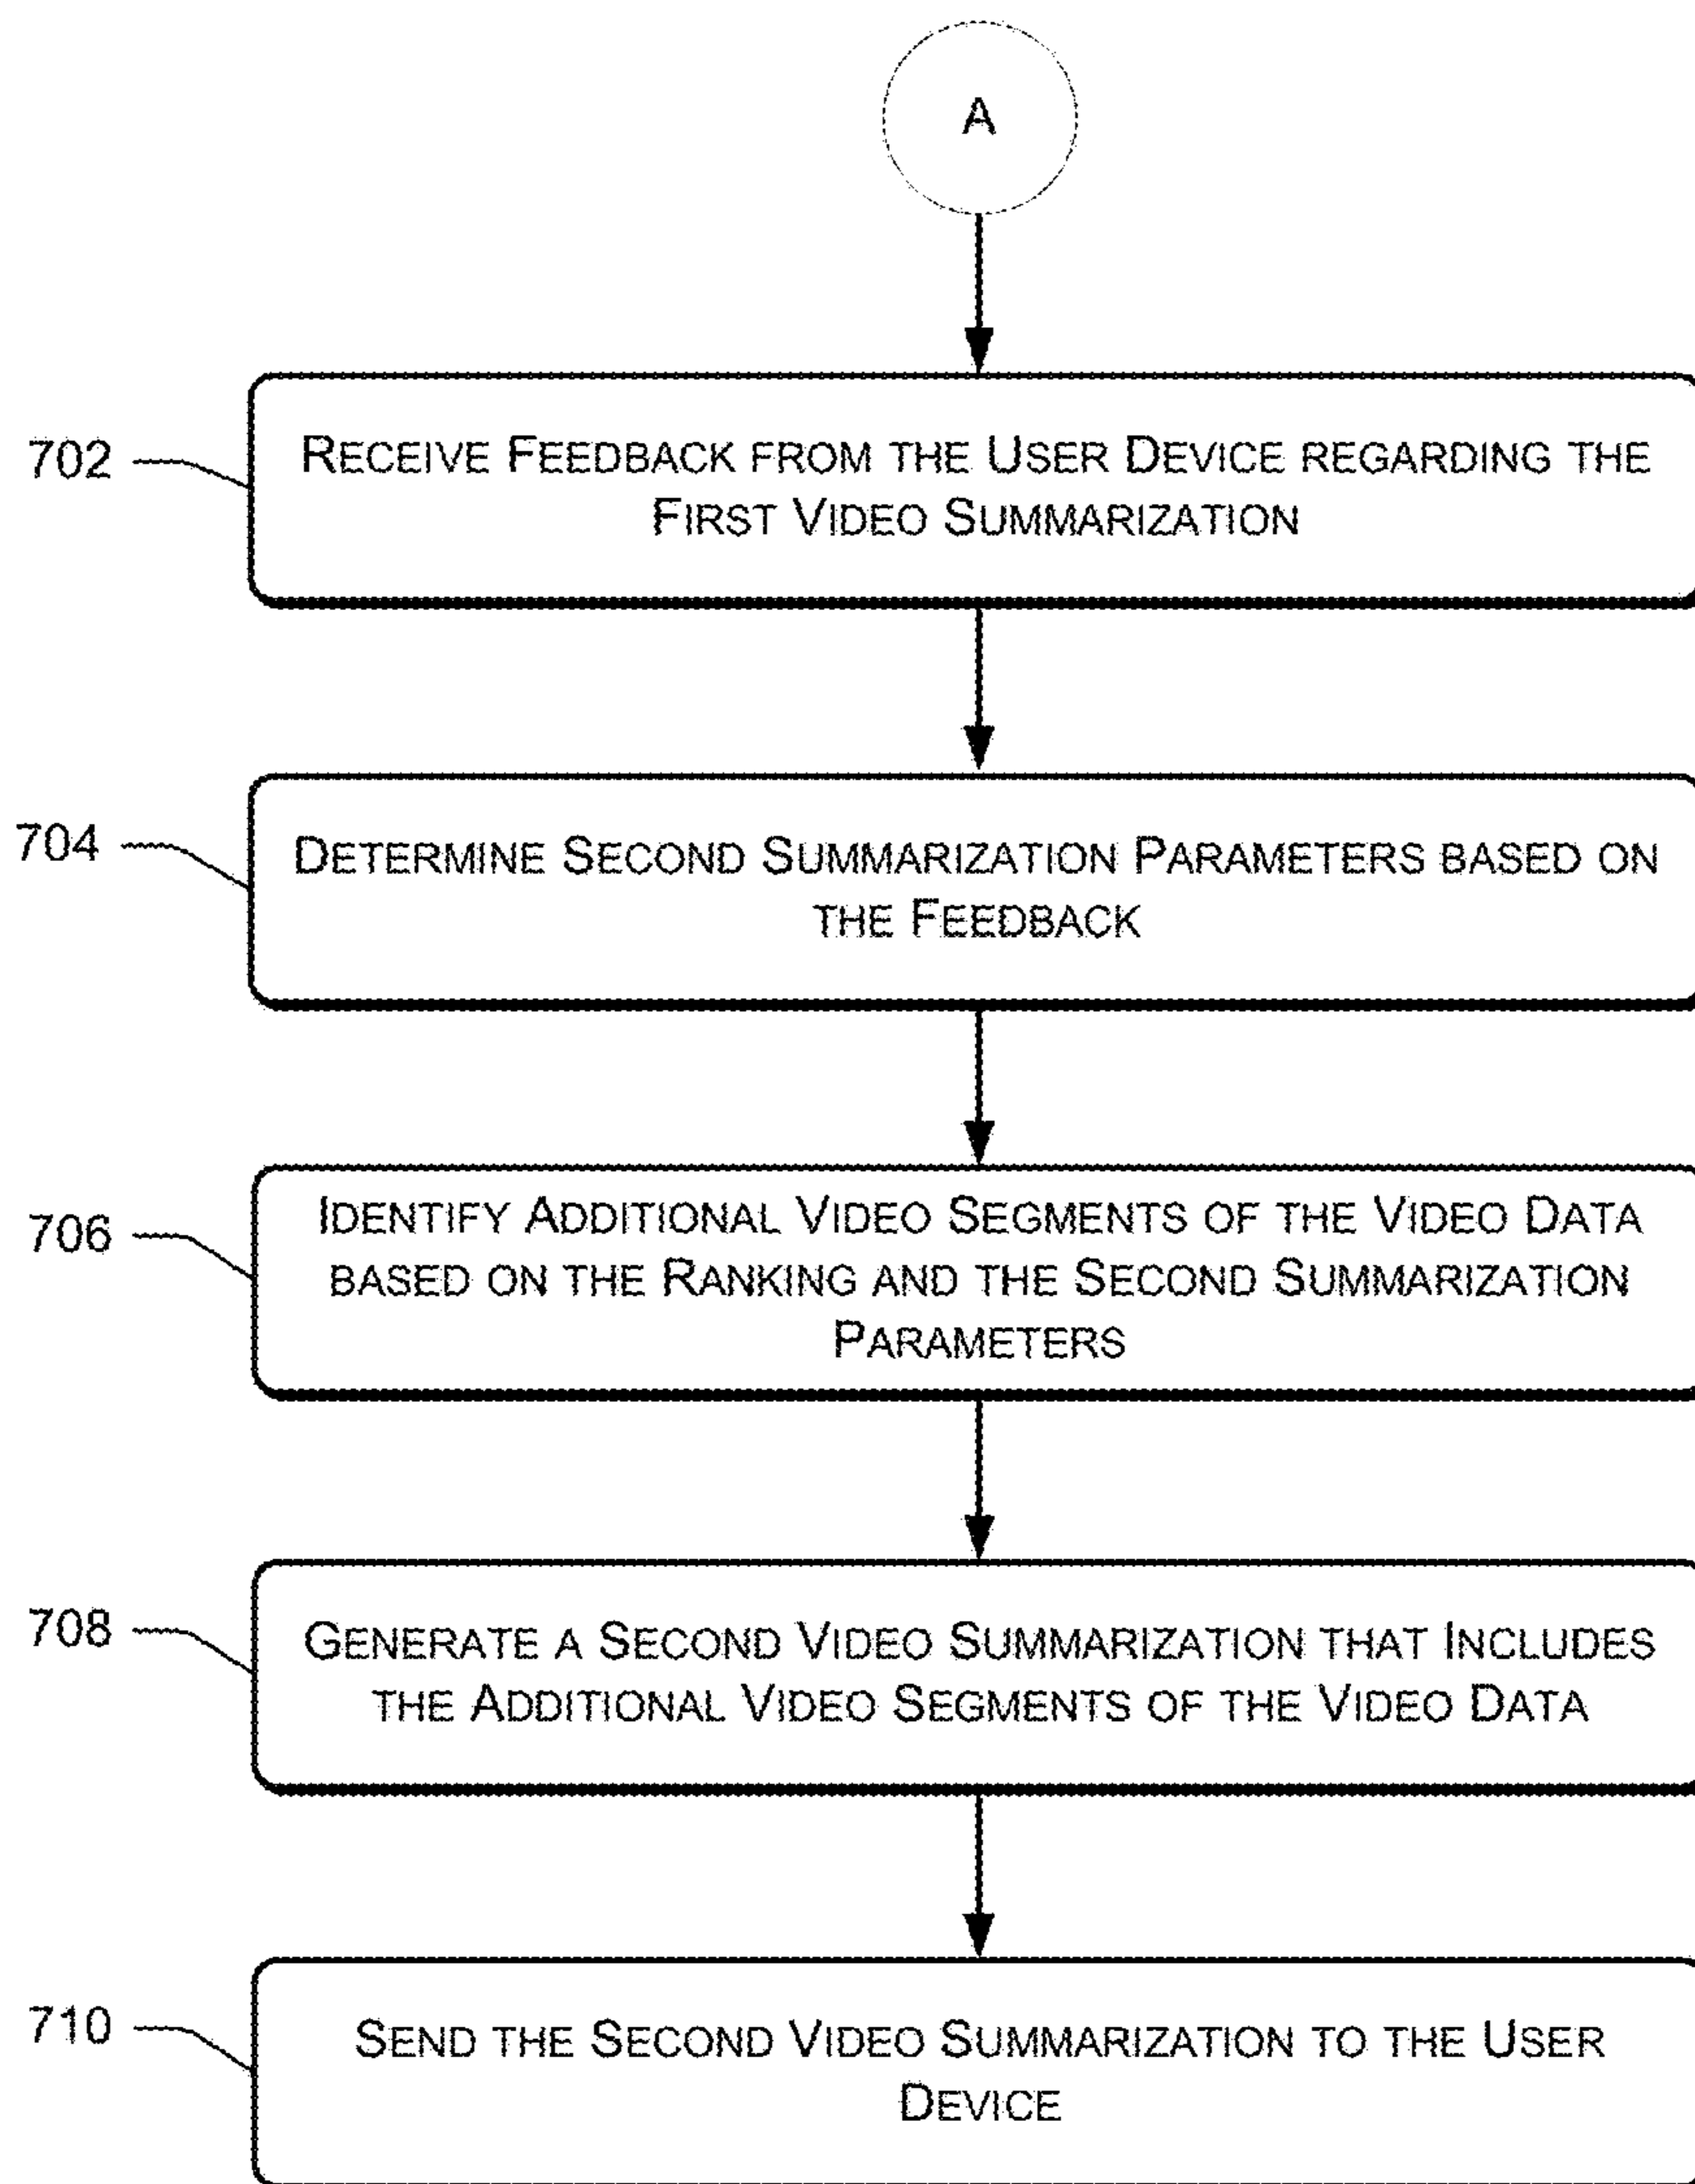 A
702
RECEIVE FEEDBACK FROM THE USER DEVICE REGARDING THE
FIRST VIDEO SUMMARIZATION
704
DETERMINE SECOND SUMMARIZATION PARAMETERS BASED ON
THE FEEDBACK
706
IDENTIFY ADDITIONAL VIDEO SEGMENTS OF THE VIDEO DATA
BASED ON THE RANKING AND THE SECOND SUMMARIZATION
PARAMETERS
708
GENERATE A SECOND VIDEO SUMMARIZATION THAT INCLUDES
THE ADDITIONAL VIDEO SEGMENTS OF THE VIDEO DATA
710
SEND THE SECOND VIDEO SUMMARIZATION TO THE USER
DEVICE